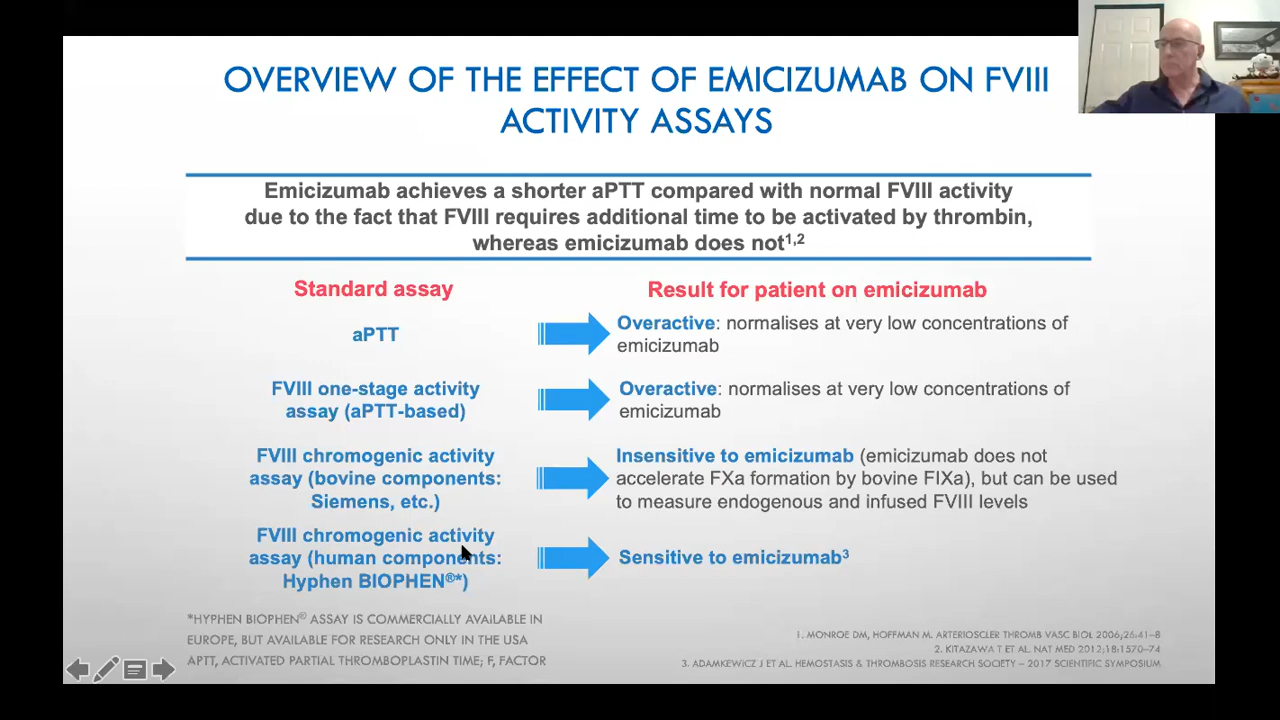 OVERVIEW OF THE EFFECT OF EMICIZUMAB ON FVIII
ACTIVITY ASSAYS
Emicizumab achieves a shorter aPTT compared with normal FVIII activity
due to the fact that FVIII requires additional time to be activated by thrombin,
whereas emicizumab does not1,2
Standard assay
Result for patient on emicizumab
aPTT
Overactive: normalises at very low concentrations of
emicizumab
FVIII one-stage activity
assay (aPTT-based)
Overactive: normalises at very low concentrations of
emicizumab
FVIII chromogenic activity
assay (bovine components:
Siemens, etc.)
Insensitive to emicizumab (emicizumab does not
accelerate FXa formation by bovine FIXa), but can be used
to measure endogenous and infused FVIII levels
FVIII chromogenic activity
assay (human components:
Hyphen BIOPHEN®*)
Sensitive to emicizumab3
*HYPHEN BIOPHEN® ASSAY IS COMMERCIALLY AVAILABLE IN
EUROPE, BUT AVAILABLE FOR RESEARCH ONLY IN THE USA
APTT, ACTIVATED PARTIAL THROMBOPLASTIN TIME; F, FACTOR
1. MONROE DM, HOFFMAN M. ARTERIOSCLER THROMB VASC BIOL 2006;26:41–8
2. KITAZAWA T ET AL. NAT MED 2012;18:1570–74
3. ADAMKEWICZ J ET AL. HEMOSTASIS & THROMBOSIS RESEARCH SOCIETY – 2017 SCIENTIFIC SYMPOSIUM